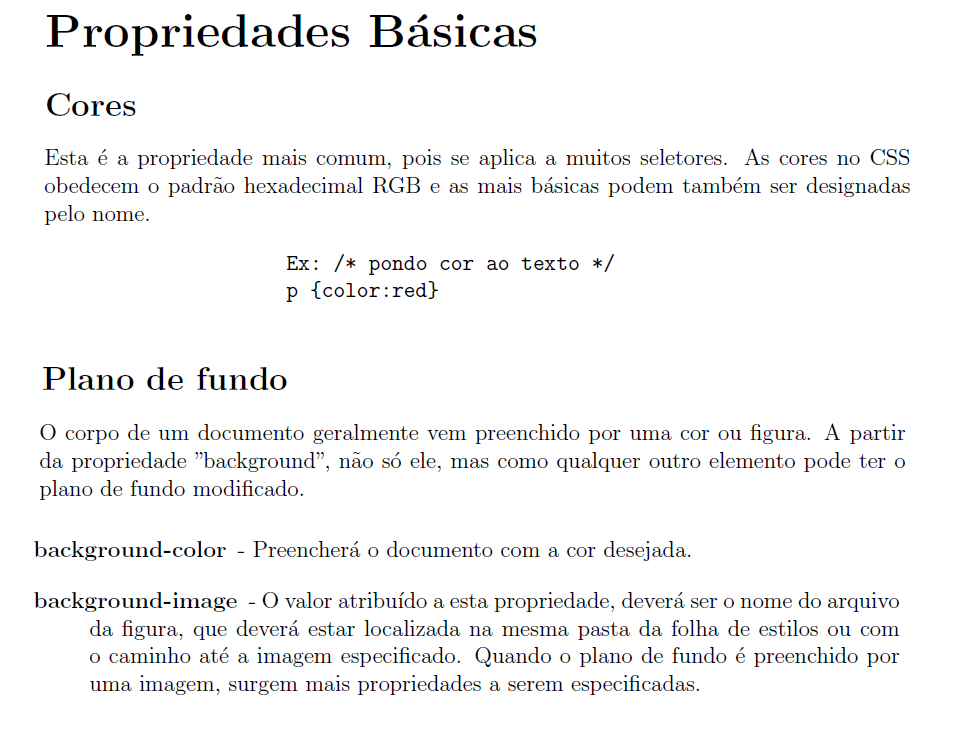 Propriedades Básicas
Cores
Esta é a propriedade mais comum, pois se aplica a muitos seletores. As cores no CSS
obedecem o padrão hexadecimal RGB e as mais básicas podem também ser designadas
pelo nome.
Ex: /* pondo cor ao texto */
p {color:red}
Plano de fundo
O corpo de um documento geralmente vem preenchido por uma cor ou figura. A partir
da propriedade ”background”, não só ele, mas como qualquer outro elemento pode ter o
plano de fundo modificado.
background-color - Preencherá o documento com a cor desejada.
background-image - O valor atribuído a esta propriedade, deverá ser o nome do arquivo
da figura, que deverá estar localizada na mesma pasta da folha de estilos ou com
o caminho até a imagem especificado. Quando o plano de fundo é preenchido por
uma imagem, surgem mais propriedades a serem especificadas.